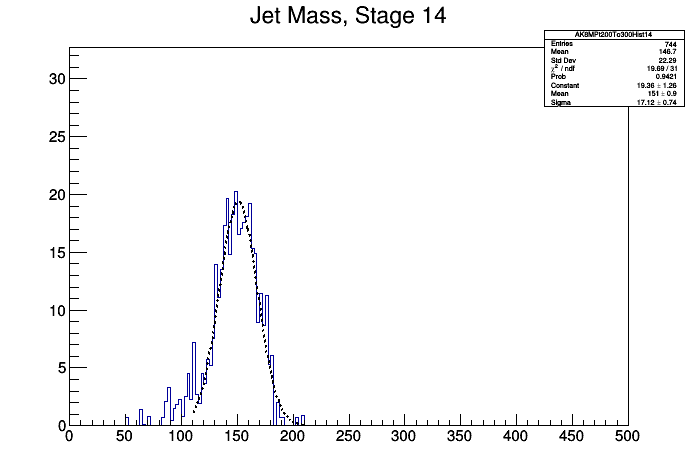 Jet Mass, Stage 14
AK8MPt200To300Hist14
Entries 744
Mean 146.7
Std Dev 22.29
χ² / ndf 19.69 / 31
Prob 0.9421
Constant 19.36 ± 1.26
Mean 151 ± 0.9
Sigma 17.12 ± 0.74
30
25
20
15
10
5
0
0 50 100 150 200 250 300 350 400 450 500